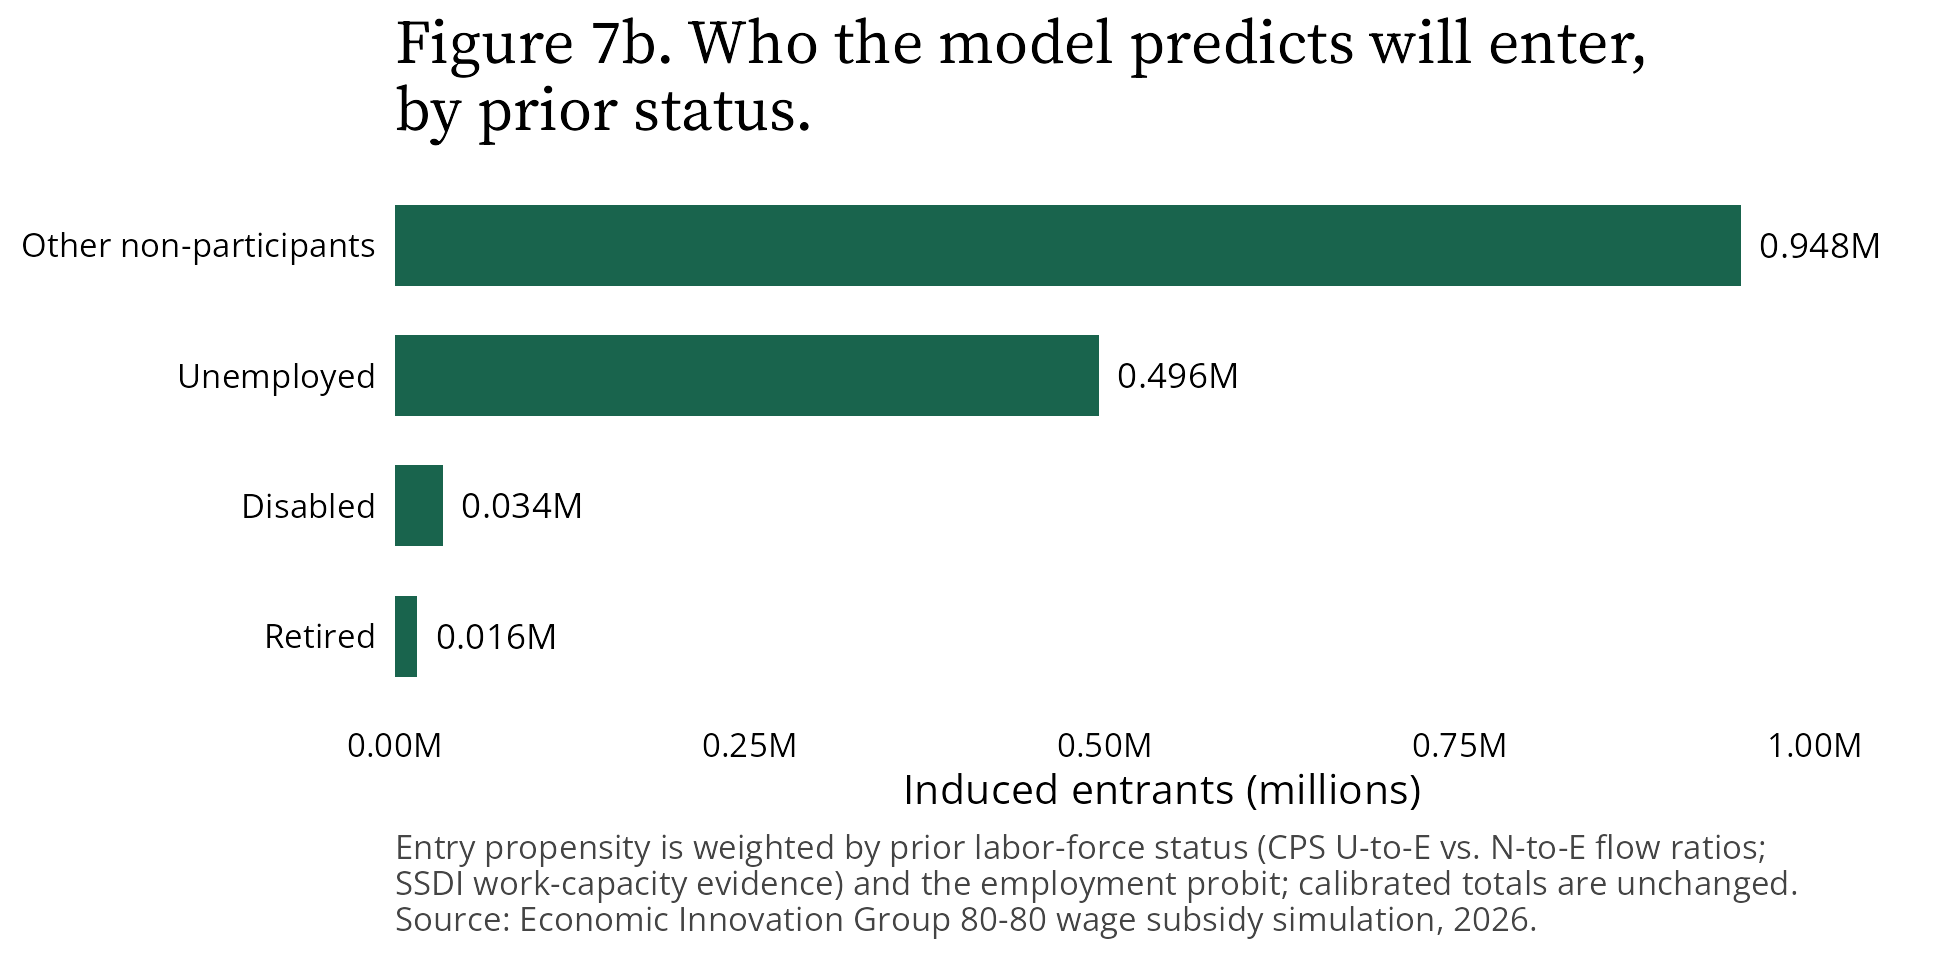 Figure 7b. Who the model predicts will enter,
by prior status.
Other non-participants
0.948M
Unemployed
0.496M
Disabled
0.034M
Retired
0.016M
0.00M
0.25M
0.50M
0.75M
1.00M
Induced entrants (millions)
Entry propensity is weighted by prior labor-force status (CPS U-to-E vs. N-to-E flow ratios;
SSDI work-capacity evidence) and the employment probit; calibrated totals are unchanged.
Source: Economic Innovation Group 80-80 wage subsidy simulation, 2026.